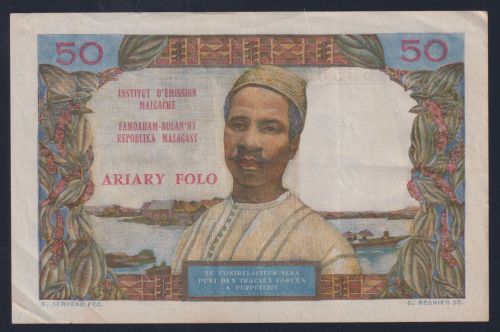 50
50
INSTITUT D'ÉMISSION
MALGACHE
FAMOAHAM-BOLAN'NY
REPOBLIKA MALAGASY
ARIARY FOLO
LE CONTREFACTEUR SERA
PUNI DES TRAVAUX FORCÉS
A PERPÉTUITÉ
C. SERVEAU FEC.
G. REGNIER SC.